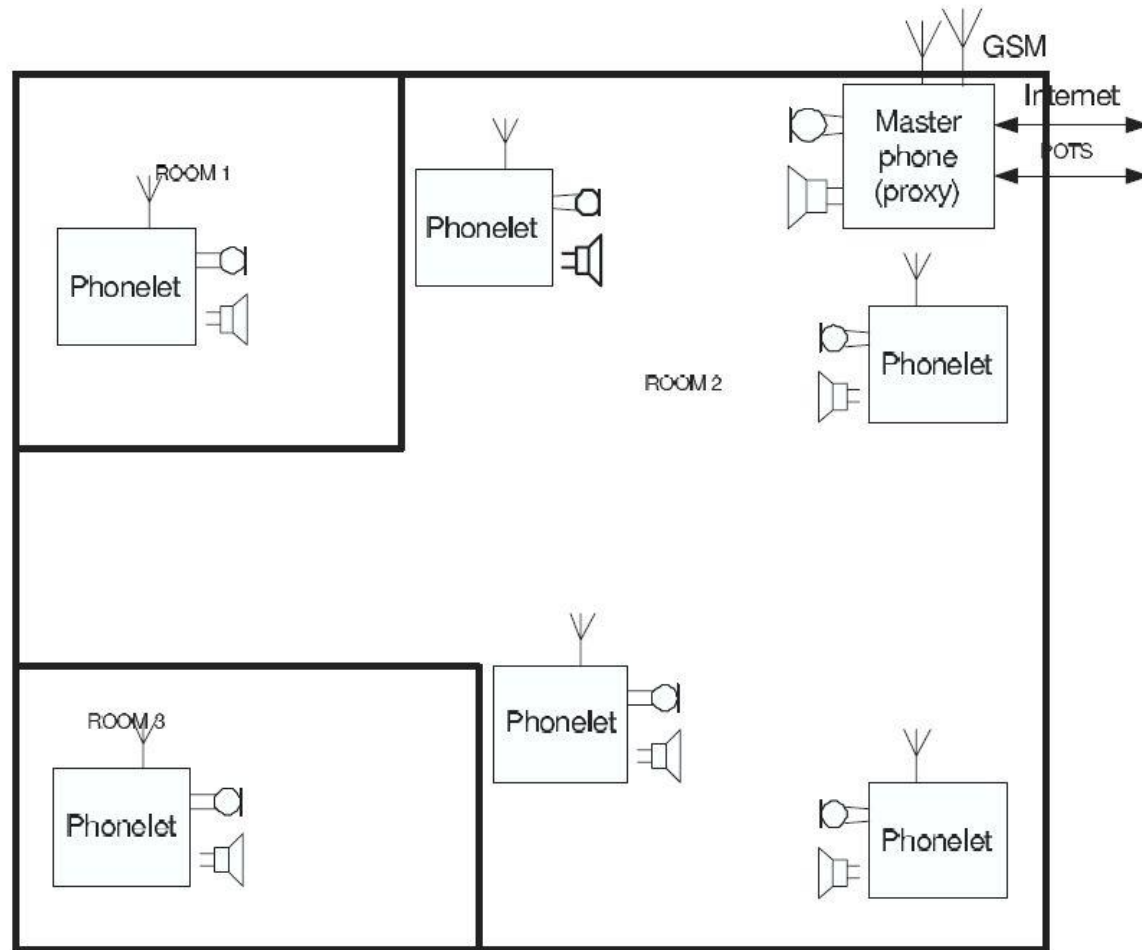 GSM
Internet
Master
phone
(proxy)
POTS
ROOM 1
Phonelet
Phonelet
Phonelet
ROOM 2
Phonelet
ROOM 3
Phonelet
Phonelet